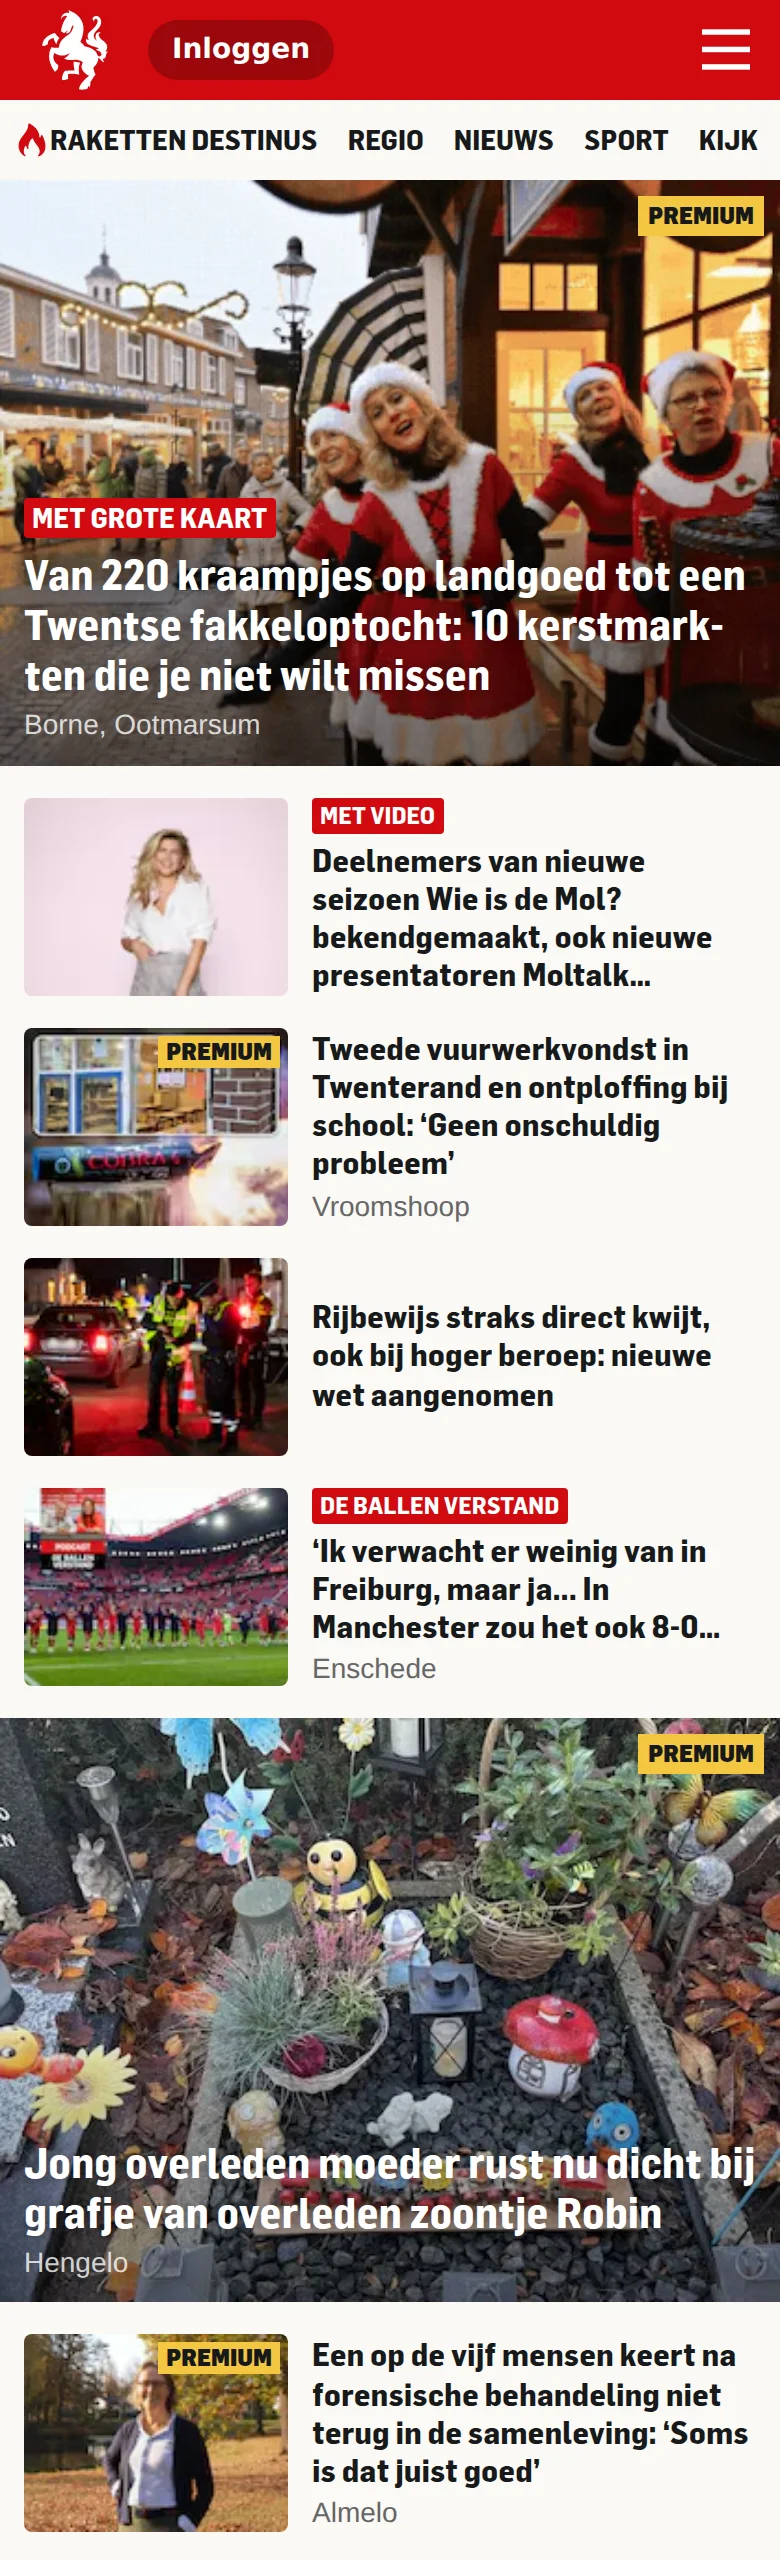 Inloggen
RAKETTEN DESTINUS REGIO NIEUWS SPORT KIJK
PREMIUM
MET GROTE KAART
Van 220 kraampjes op landgoed tot een
Twentse fakkeloptocht: 10 kerstmark-
ten die je niet wilt missen
Borne, Ootmarsum
MET VIDEO
Deelnemers van nieuwe
seizoen Wie is de Mol?
bekendgemaakt, ook nieuwe
presentatoren Moltalk...
PREMIUM
COBRA 6
Tweede vuurwerkvondst in
Twenterand en ontploffing bij
school: ‘Geen onschuldig
probleem’
Vroomshoop
Rijbewijs straks direct kwijt,
ook bij hoger beroep: nieuwe
wet aangenomen
PODCAST
DE BALLEN
VERSTAND
DE BALLEN VERSTAND
‘Ik verwacht er weinig van in
Freiburg, maar ja... In
Manchester zou het ook 8-0...
Enschede
PREMIUM
Jong overleden moeder rust nu dicht bij
grafje van overleden zoontje Robin
Hengelo
PREMIUM
Een op de vijf mensen keert na
forensische behandeling niet
terug in de samenleving: ‘Soms
is dat juist goed’
Almelo